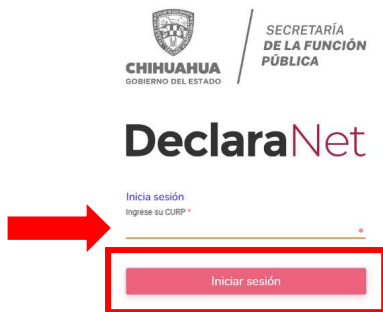 CHIHUAHUA
GOBIERNO DEL ESTADO
SECRETARÍA
DE LA FUNCIÓN
PÚBLICA
DeclaraNet
Inicia sesión
Ingrese su CURP *
*
Iniciar sesión